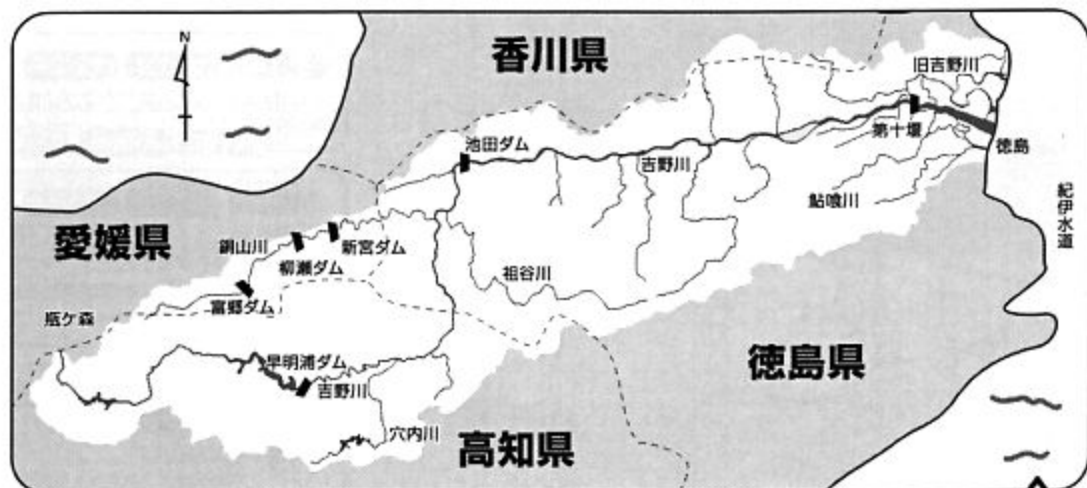 N
香川県
旧吉野川
池田ダム
第十堰
吉野川
徳島
鮎喰川
紀伊水道
愛媛県
銅山川
新宮ダム
柳瀬ダム
祖谷川
富郷ダム
瓶ケ森
早明浦ダム
徳島県
吉野川
穴内川
高知県